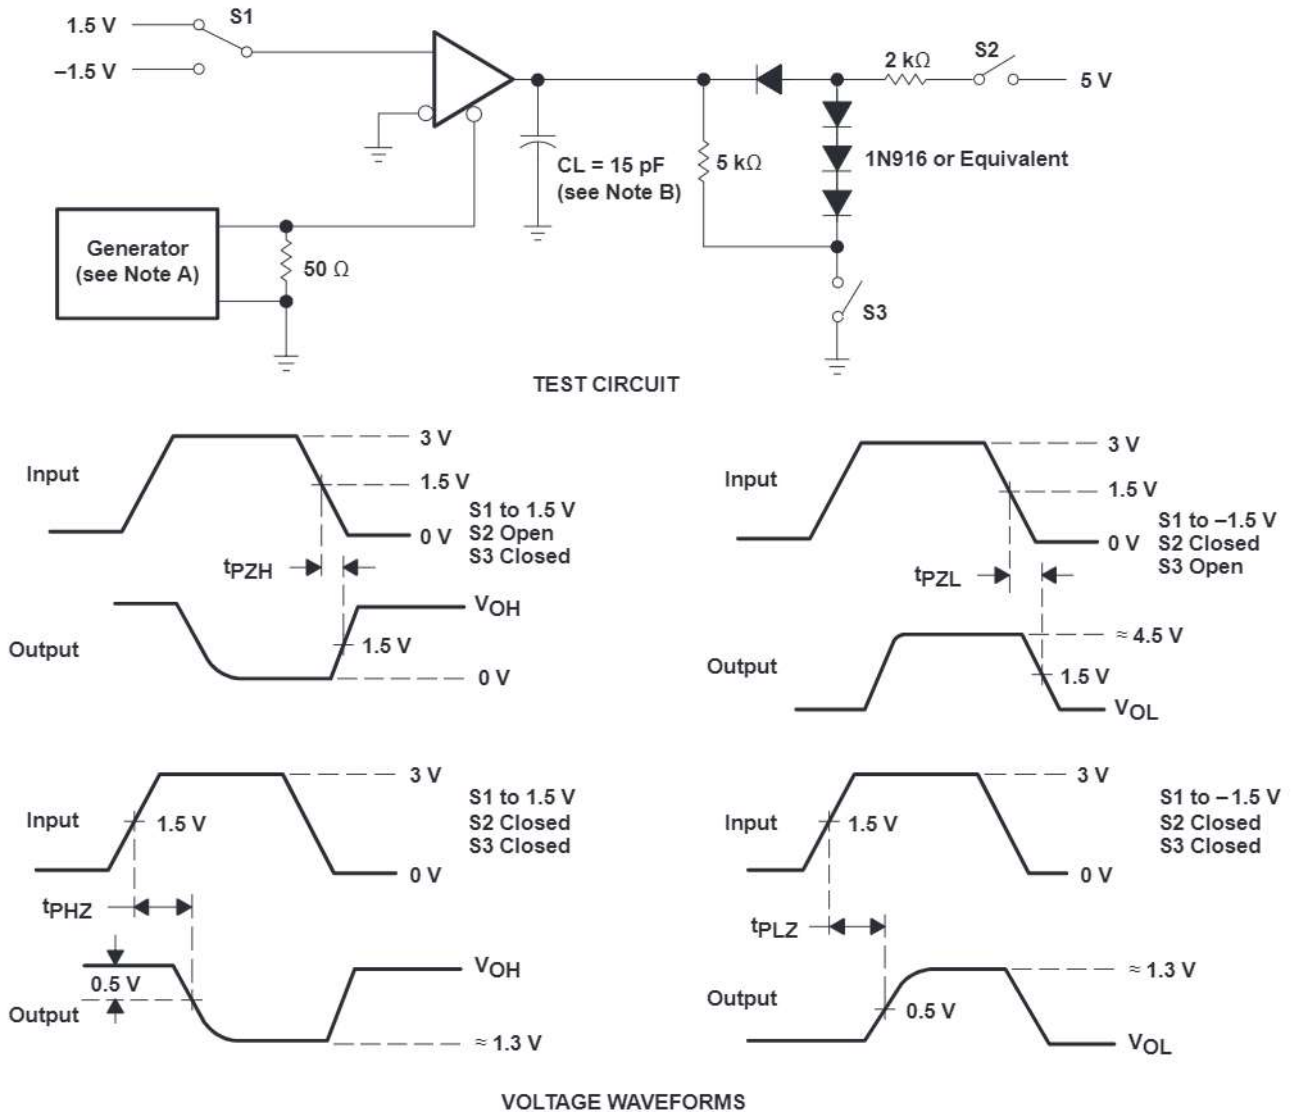 1.5 V
S1
–1.5 V
2 kΩ
S2
5 V
CL = 15 pF
(see Note B)
5 kΩ
1N916 or Equivalent
Generator
(see Note A)
50 Ω
S3
TEST CIRCUIT
Input
3 V
1.5 V
0 V
S1 to 1.5 V
S2 Open
S3 Closed
tPZH
Output
VOH
1.5 V
0 V
Input
3 V
1.5 V
0 V
S1 to –1.5 V
S2 Closed
S3 Open
tPZL
Output
≈ 4.5 V
1.5 V
VOL
Input
3 V
1.5 V
0 V
S1 to 1.5 V
S2 Closed
S3 Closed
tPHZ
0.5 V
Output
VOH
≈ 1.3 V
Input
3 V
1.5 V
0 V
S1 to –1.5 V
S2 Closed
S3 Closed
tPLZ
Output
≈ 1.3 V
0.5 V
VOL
VOLTAGE WAVEFORMS